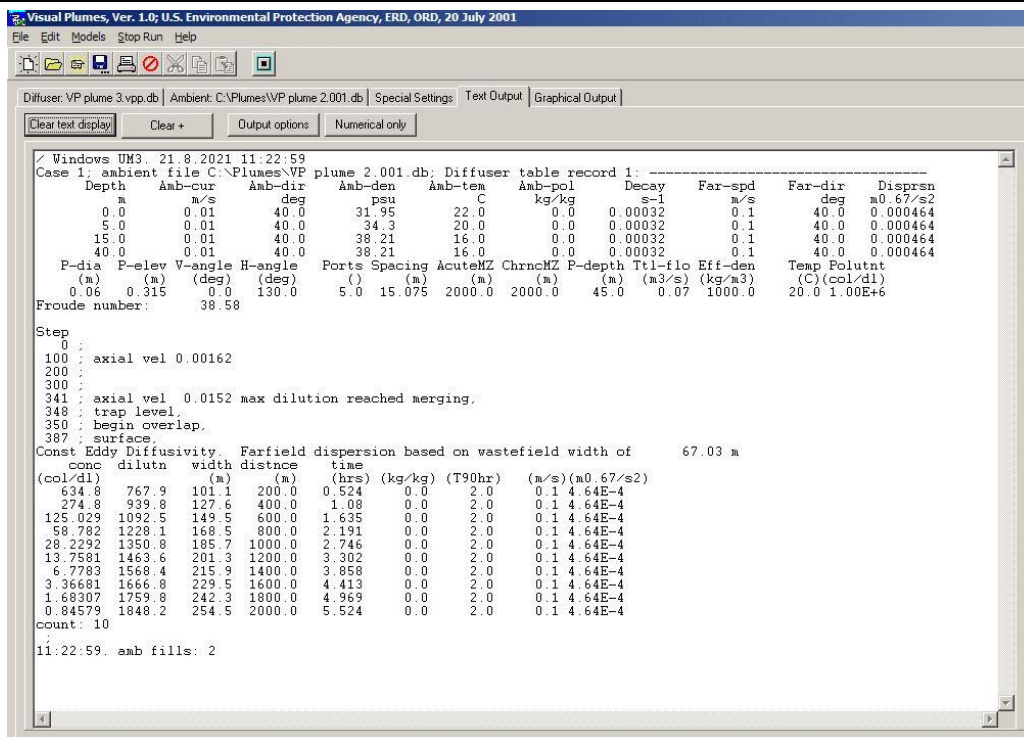 Visual Plumes, Ver. 1.0; U.S. Environmental Protection Agency, ERD, ORD, 20 July 2001
File Edit Models Stop Run Help
Diffuser: VP plume 3.vpp.db Ambient: C:\Plumes\VP plume 2.001.db Special Settings Text Output Graphical Output
Clear text display Clear + Output options Numerical only
/ Windows UM3. 21.8.2021 11:22:59
Case 1; ambient file C:\Plumes\VP plume 2.001.db; Diffuser table record 1: ----------------------------------
Depth Amb-cur Amb-dir Amb-den Amb-tem Amb-pol Decay Far-spd Far-dir Disprsn
m m/s deg psu C kg/kg s-1 m/s deg m0.67/s2
0.0 0.01 40.0 31.95 22.0 0.0 0.00032 0.1 40.0 0.000464
5.0 0.01 40.0 34.3 20.0 0.0 0.00032 0.1 40.0 0.000464
15.0 0.01 40.0 38.21 16.0 0.0 0.00032 0.1 40.0 0.000464
40.0 0.01 40.0 38.21 16.0 0.0 0.00032 0.1 40.0 0.000464
P-dia P-elev V-angle H-angle Ports Spacing AcuteMZ ChrncMZ P-depth Ttl-flo Eff-den Temp Polutnt
(m) (m) (deg) (deg) () (m) (m) (m) (m) (m3/s) (kg/m3) (C)(col/dl)
0.06 0.315 0.0 130.0 5.0 15.075 2000.0 2000.0 45.0 0.07 1000.0 20.0 1.00E+6
Froude number: 38.58
Step
0 ;
100 ; axial vel 0.00162
200 ;
300 ;
341 ; axial vel 0.0152 max dilution reached merging,
348 ; trap level,
350 ; begin overlap,
387 ; surface,
Const Eddy Diffusivity. Farfield dispersion based on wastefield width of 67.03 m
conc dilutn width distnce time
(col/dl) (m) (m) (hrs) (kg/kg) (T90hr) (m/s)(m0.67/s2)
634.8 767.9 101.1 200.0 0.524 0.0 2.0 0.1 4.64E-4
274.8 939.8 127.6 400.0 1.08 0.0 2.0 0.1 4.64E-4
125.029 1092.5 149.5 600.0 1.635 0.0 2.0 0.1 4.64E-4
58.782 1228.1 168.5 800.0 2.191 0.0 2.0 0.1 4.64E-4
28.2292 1350.8 185.7 1000.0 2.746 0.0 2.0 0.1 4.64E-4
13.7581 1463.6 201.3 1200.0 3.302 0.0 2.0 0.1 4.64E-4
6.7783 1568.4 215.9 1400.0 3.858 0.0 2.0 0.1 4.64E-4
3.36681 1666.8 229.5 1600.0 4.413 0.0 2.0 0.1 4.64E-4
1.68307 1759.8 242.3 1800.0 4.969 0.0 2.0 0.1 4.64E-4
0.84579 1848.2 254.5 2000.0 5.524 0.0 2.0 0.1 4.64E-4
count: 10
;
11:22:59. amb fills: 2